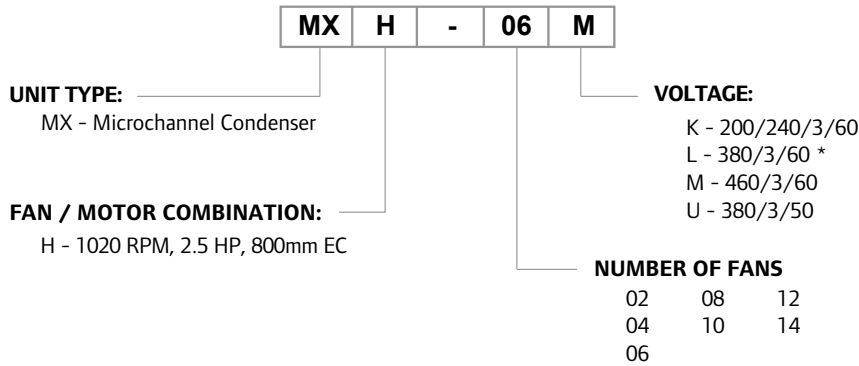 MX H - 06 M
UNIT TYPE:
MX - Microchannel Condenser
FAN / MOTOR COMBINATION:
H - 1020 RPM, 2.5 HP, 800mm EC
VOLTAGE:
K - 200/240/3/60
L - 380/3/60 *
M - 460/3/60
U - 380/3/50
NUMBER OF FANS
02 08 12
04 10 14
06